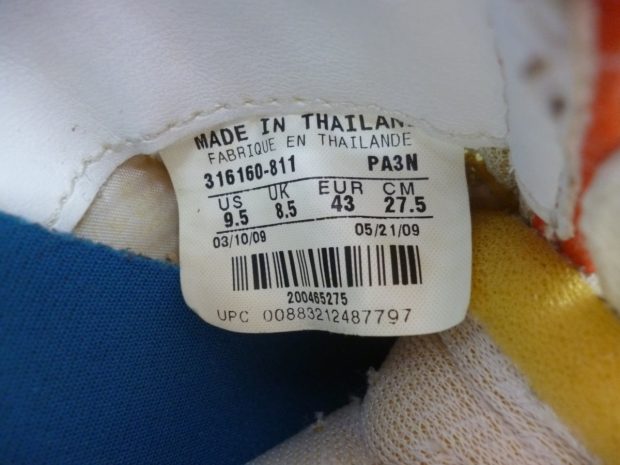 MADE IN THAILAND
FABRIQUE EN THAILANDE
316160-811 PA3N
US UK EUR CM
9.5 8.5 43 27.5
03/10/09 05/21/09
200465275
UPC 00883212487797